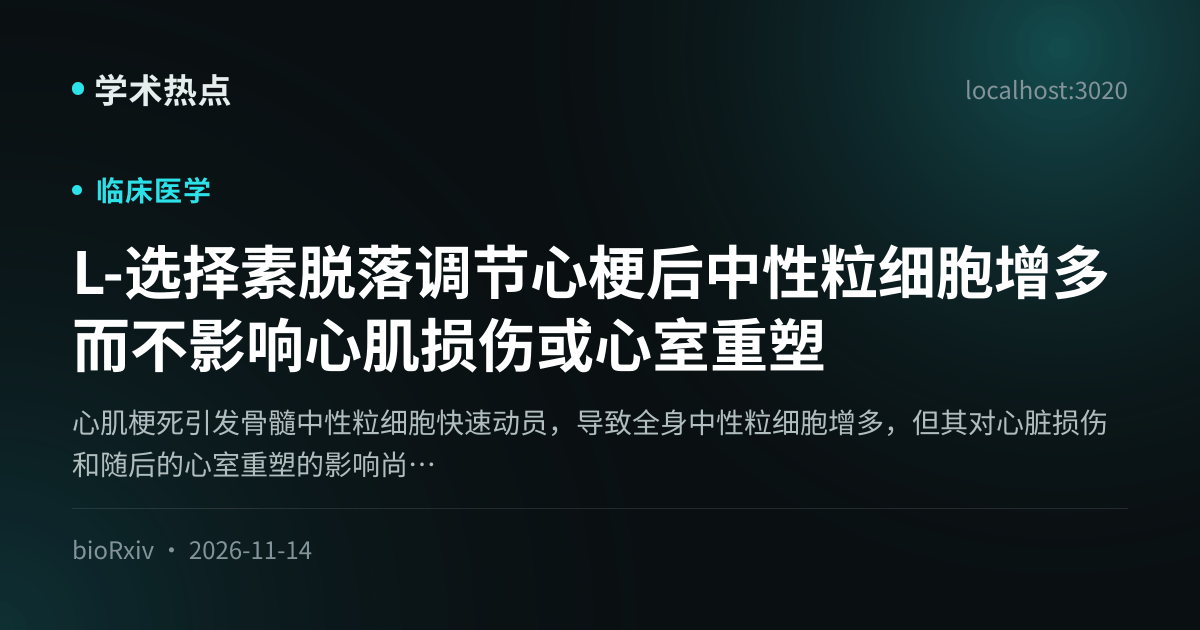 学术热点
localhost:3020
临床医学
L-选择素脱落调节心梗后中性粒细胞增多
而不影响心肌损伤或心室重塑
心肌梗死引发骨髓中性粒细胞快速动员，导致全身中性粒细胞增多，但其对心脏损伤
和随后的心室重塑的影响尚…
bioRxiv · 2026-11-14